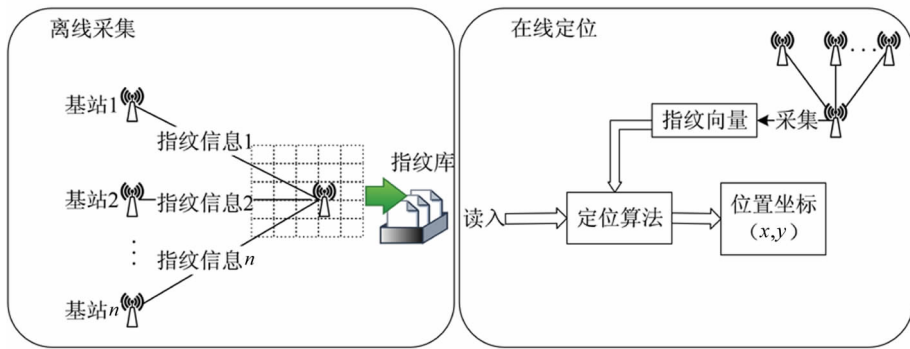 离线采集
基站1
指纹信息1
基站2
指纹信息2
⋮
基站n
指纹信息n
指纹库
在线定位
···
指纹向量
采集
读入
定位算法
位置坐标
（x,y）